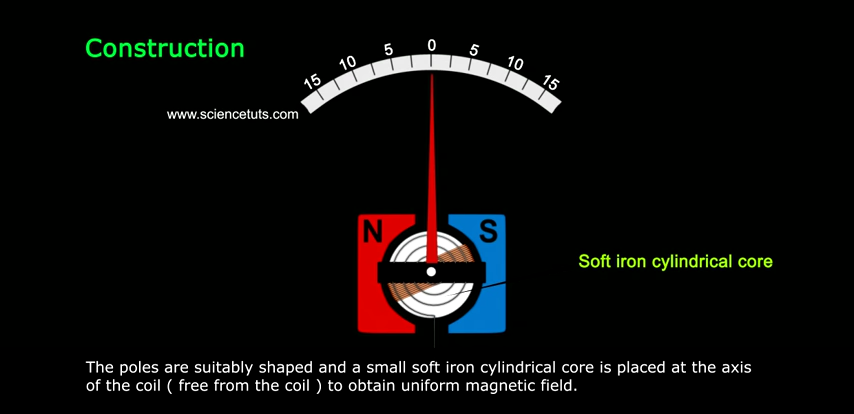 Construction
15 10 5 0 5 10 15
www.sciencetuts.com
N S
Soft iron cylindrical core
The poles are suitably shaped and a small soft iron cylindrical core is placed at the axis
of the coil ( free from the coil ) to obtain uniform magnetic field.